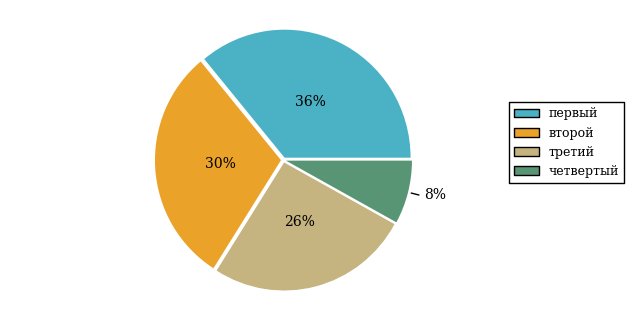 36%
30%
26%
8%
первый
второй
третий
четвертый